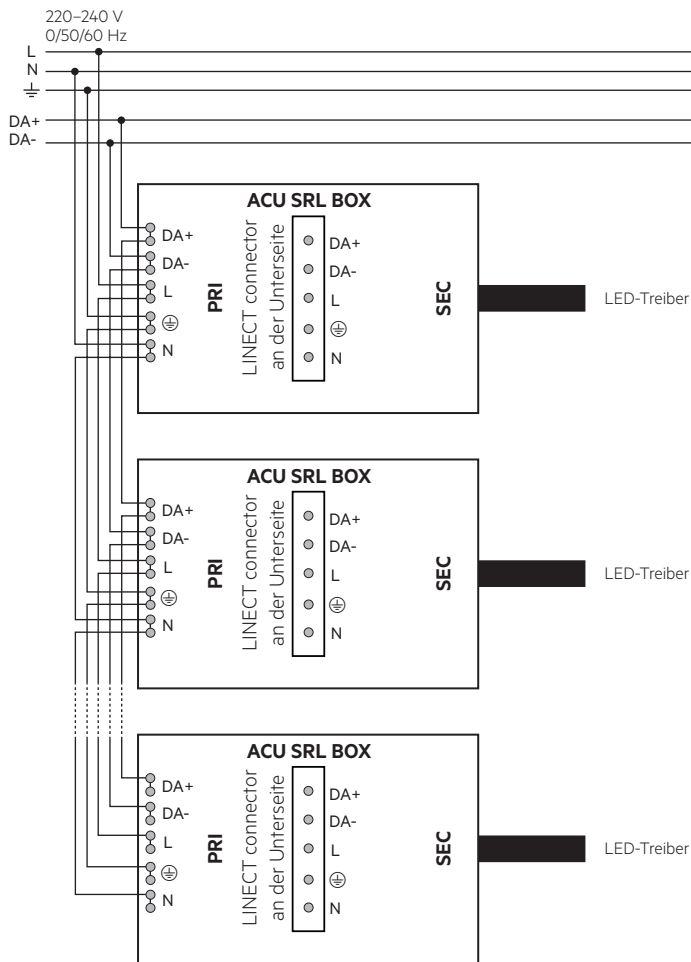 220–240 V
0/50/60 Hz
L
N
DA+
DA-
ACU SRL BOX
DA+
DA-
L
N
PRI
LINECT connector
an der Unterseite
DA+
DA-
L
N
SEC
LED-Treiber
ACU SRL BOX
DA+
DA-
L
N
PRI
LINECT connector
an der Unterseite
DA+
DA-
L
N
SEC
LED-Treiber
ACU SRL BOX
DA+
DA-
L
N
PRI
LINECT connector
an der Unterseite
DA+
DA-
L
N
SEC
LED-Treiber